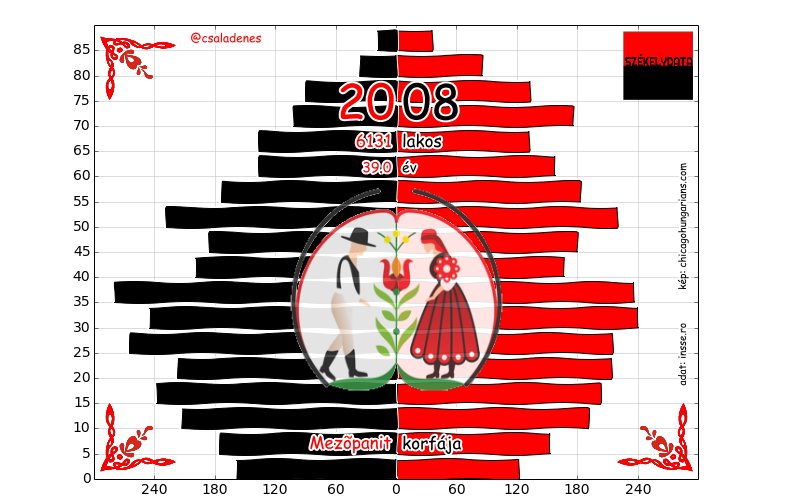 @csaladenes
SZÉKELYDATA
2008
6131 lakos
39.0 év
kép: chicagohungarians.com
adat: insse.ro
Mezõpanit korfája
85
80
75
70
65
60
55
50
45
40
35
30
25
20
15
10
5
0
240 180 120 60 0 60 120 180 240